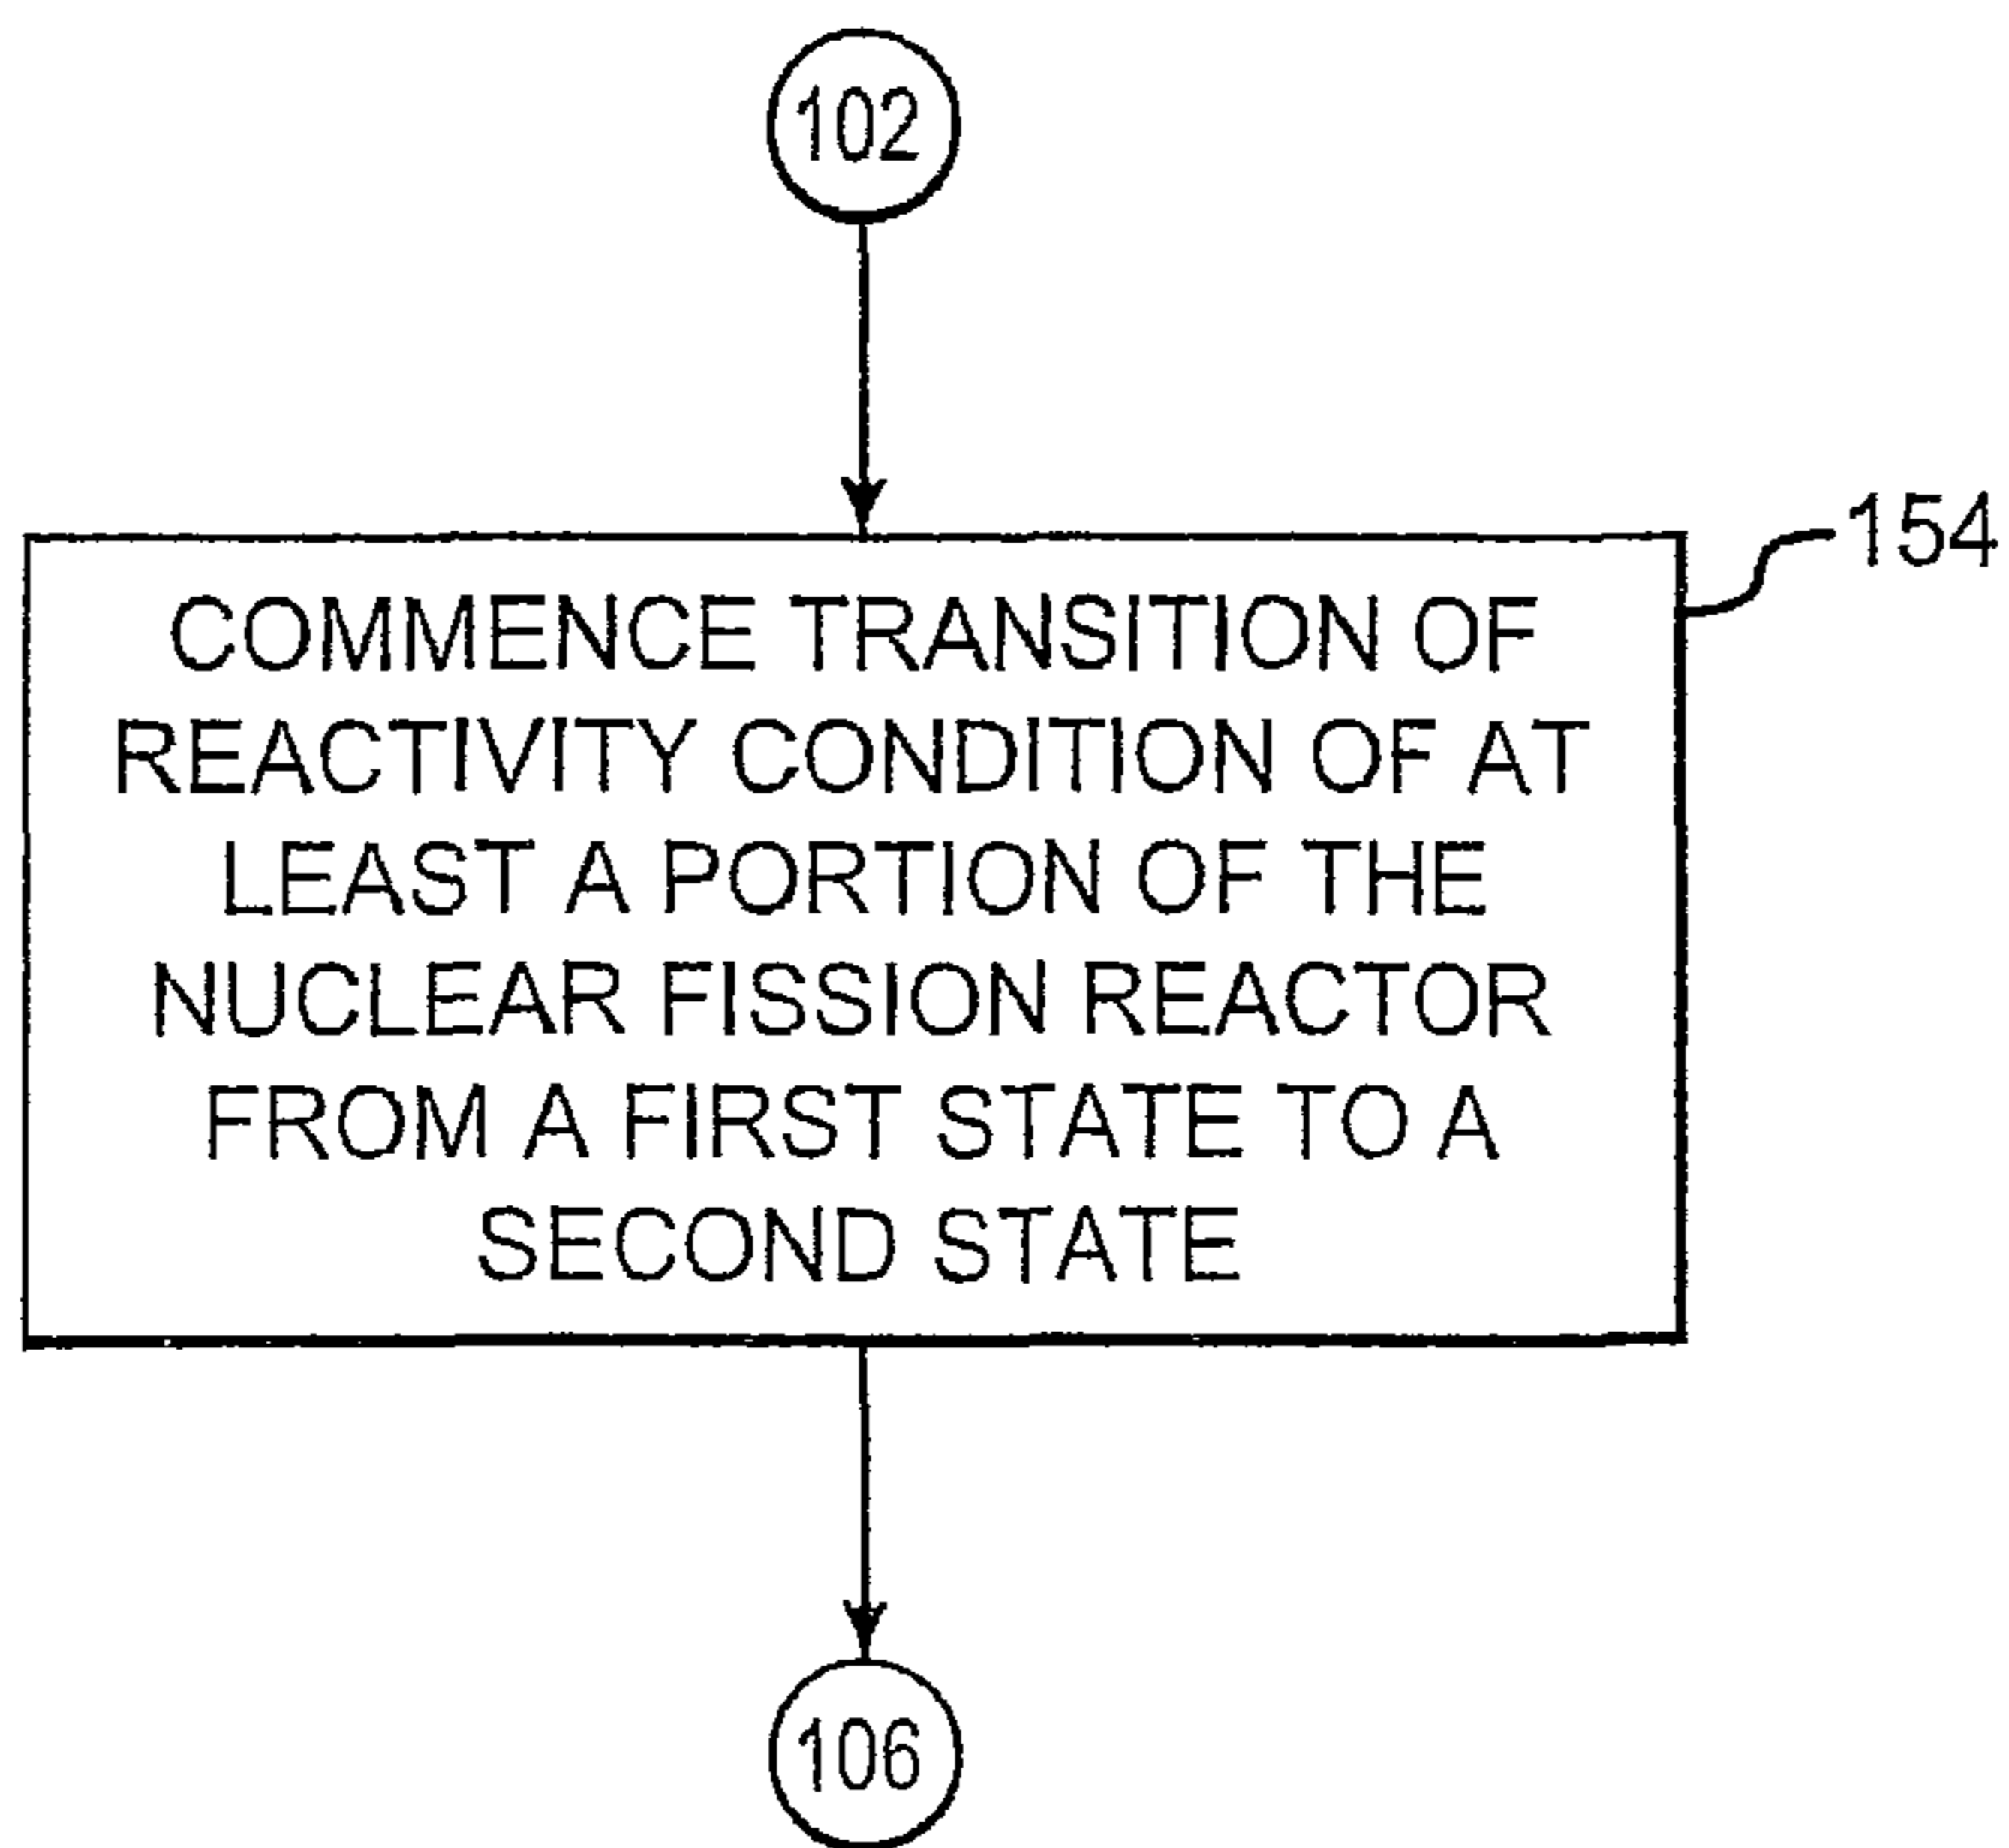 102
154
COMMENCE TRANSITION OF
REACTIVITY CONDITION OF AT
LEAST A PORTION OF THE
NUCLEAR FISSION REACTOR
FROM A FIRST STATE TO A
SECOND STATE
106